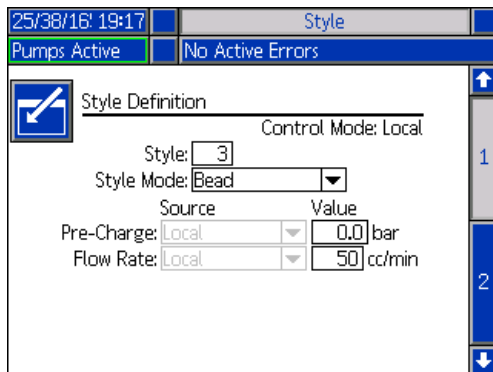 25/38/16! 19:17 Style
Pumps Active No Active Errors
Style Definition
Control Mode: Local
1
Style: 3
Style Mode: Bead
Source Value
Pre-Charge: Local 0.0 bar
Flow Rate: Local 50 cc/min
2